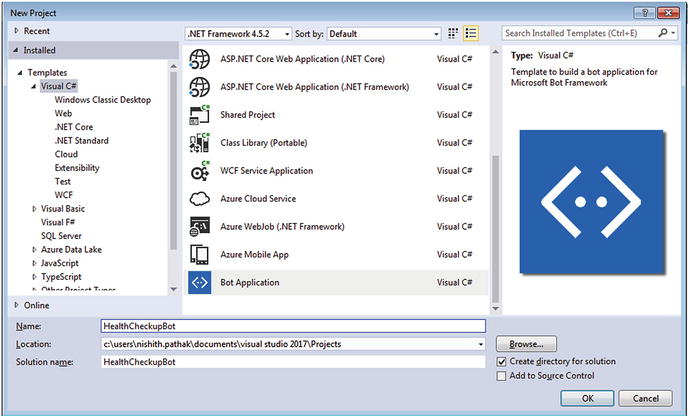 New Project
Recent
.NET Framework 4.5.2 Sort by: Default
Search Installed Templates (Ctrl+E)
Installed
Templates
Visual C#
Windows Classic Desktop
Web
.NET Core
.NET Standard
Cloud
Extensibility
Test
WCF
Visual Basic
Visual F#
SQL Server
Azure Data Lake
JavaScript
TypeScript
Other Project Types
Online
ASP.NET Core Web Application (.NET Core) Visual C#
ASP.NET Core Web Application (.NET Framework) Visual C#
C# Shared Project Visual C#
C# Class Library (Portable) Visual C#
WCF Service Application Visual C#
Azure Cloud Service Visual C#
Azure WebJob (.NET Framework) Visual C#
Azure Mobile App Visual C#
Bot Application Visual C#
Type: Visual C#
Template to build a bot application for
Microsoft Bot Framework
Name: HealthCheckupBot
Location: c:\users\nishith.pathak\documents\visual studio 2017\Projects
Browse...
Solution name: HealthCheckupBot
Create directory for solution
Add to Source Control
OK Cancel